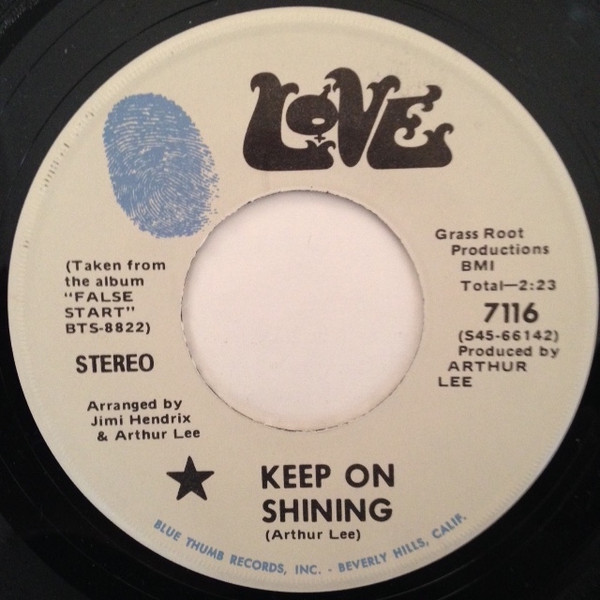 LOVE
(Taken from
the album
"FALSE
START"
BTS-8822)
STEREO
Arranged by
Jimi Hendrix
& Arthur Lee
Grass Root
Productions
BMI
Total—2:23
7116
(S45-66142)
Produced by
ARTHUR
LEE
KEEP ON
SHINING
(Arthur Lee)
BLUE THUMB RECORDS, INC. - BEVERLY HILLS, CALIF.